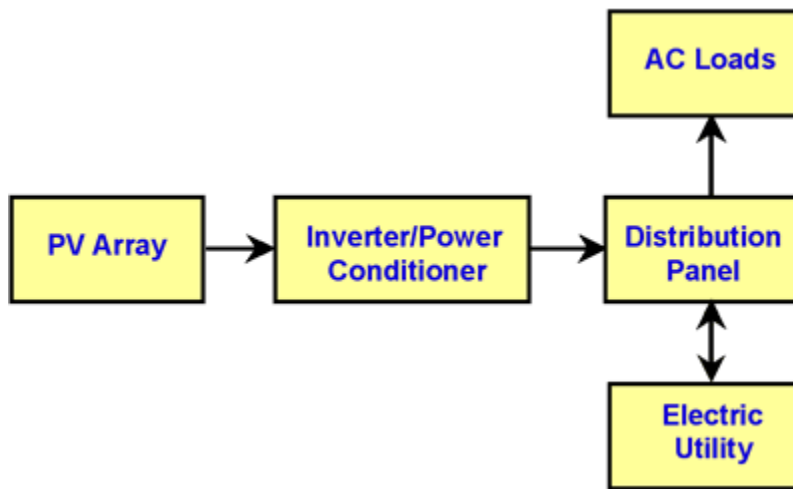 AC Loads
PV Array
Inverter/Power
Conditioner
Distribution
Panel
Electric
Utility